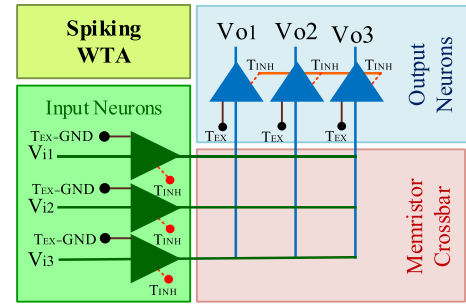 Spiking
WTA
Vo1 Vo2 Vo3
TINH TINH TINH
TEX TEX TEX
Output
Neurons
Input Neurons
TEX-GND
Vi1
TINH
TEX-GND
Vi2
TINH
TEX-GND
Vi3
TINH
Memristor
Crossbar